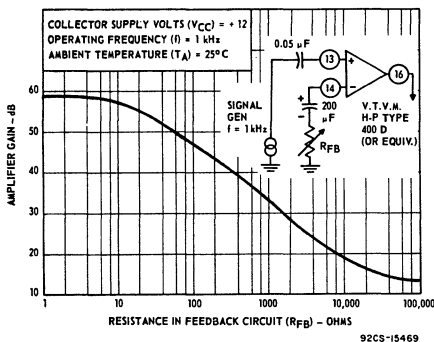 COLLECTOR SUPPLY VOLTS (VCC) = + 12
OPERATING FREQUENCY (f) = 1 kHz
AMBIENT TEMPERATURE (TA) = 25°C
0.05 µF
13
+
16
14
−
+
200
µF
−
SIGNAL
GEN
f = 1 kHz
RFB
V.T.V.M.
H-P TYPE
400 D
(OR EQUIV.)
AMPLIFIER GAIN – dB
60
50
40
30
20
10
1
10
100
1000
10,000
100,000
RESISTANCE IN FEEDBACK CIRCUIT (RFB) – OHMS
92CS-15469